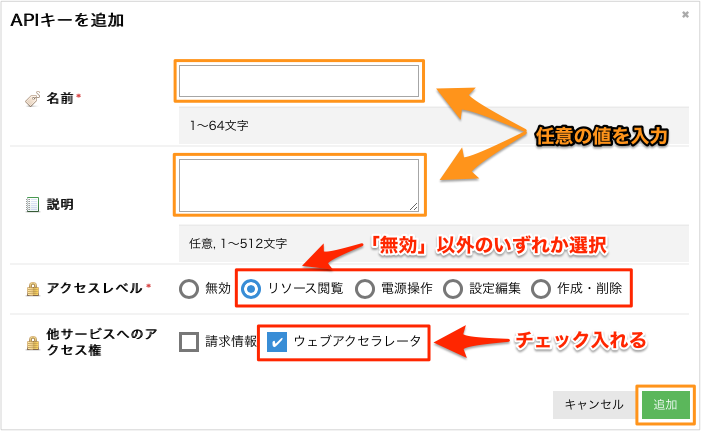 APIキーを追加
名前*
1〜64文字
任意の値を入力
説明
任意, 1〜512文字
「無効」以外のいずれか選択
アクセスレベル*
無効 リソース閲覧 電源操作 設定編集 作成・削除
他サービスへのア
クセス権
請求情報 ウェブアクセラレータ
チェック入れる
キャンセル 追加